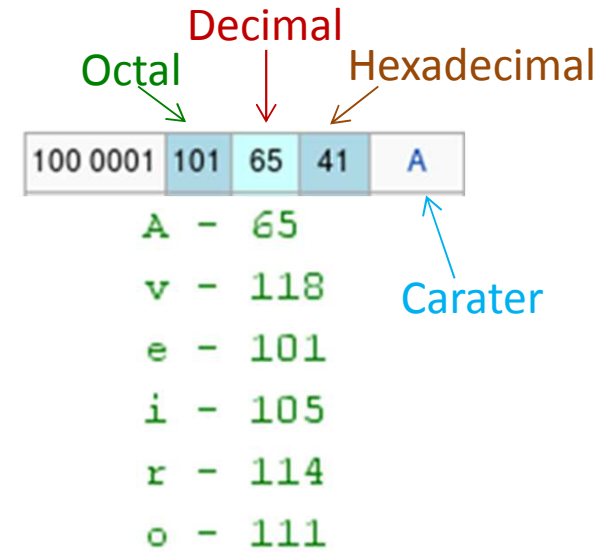 Decimal
Octal
Hexadecimal
100 0001 101 65 41 A
A - 65
v - 118
Carater
e - 101
i - 105
r - 114
o - 111